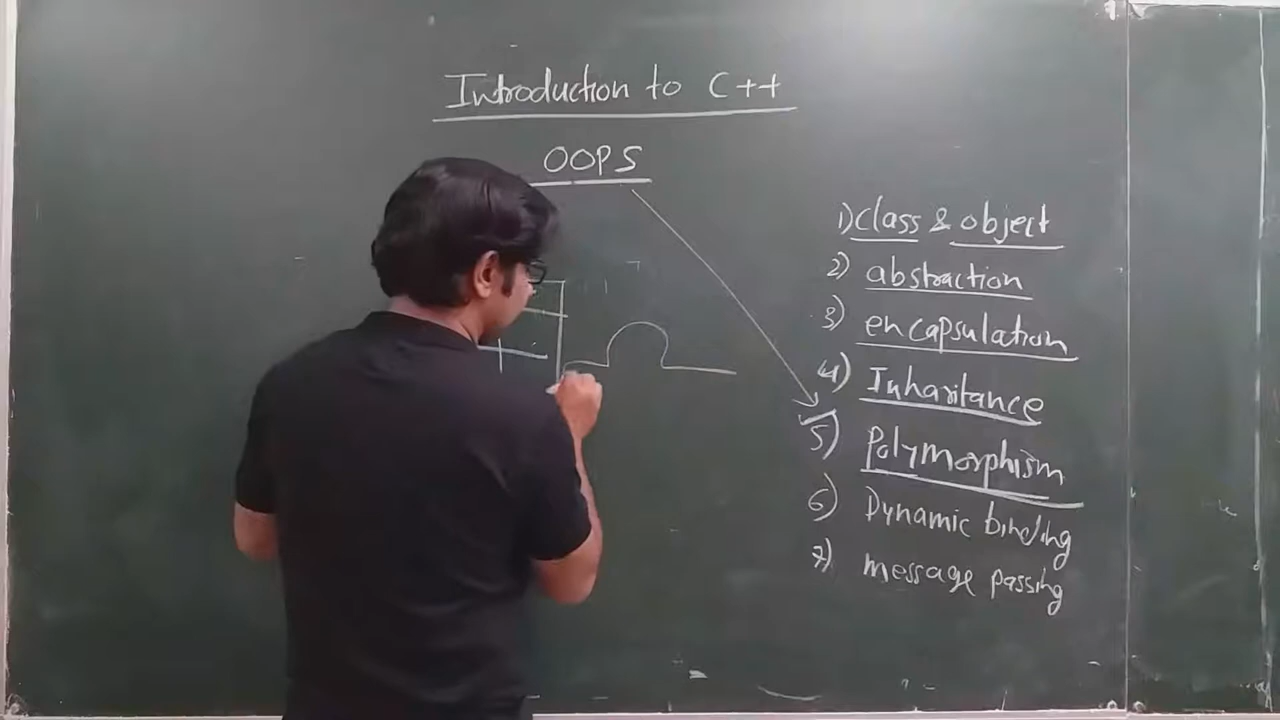 Introduction to C++
OOPS
1) class & object
2) abstraction
3) encapsulation
4) Inharitance
5) Polymorphism
6) Dynamic binding
7) message passing